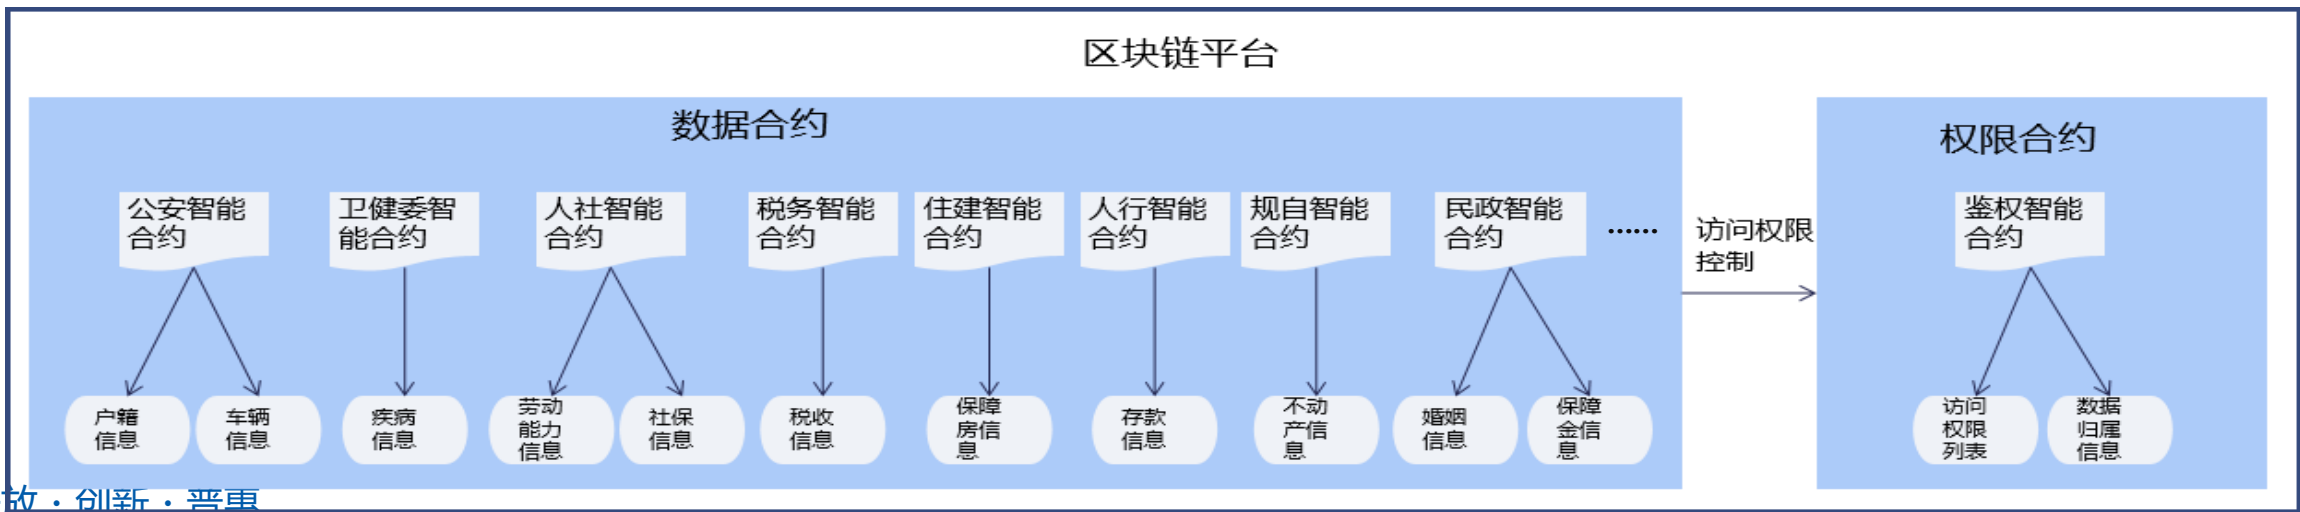 区块链平台
数据合约
权限合约
公安智能
合约
卫健委智
能合约
人社智能
合约
税务智能
合约
住建智能
合约
人行智能
合约
规自智能
合约
民政智能
合约
......
访问权限
控制
鉴权智能
合约
户籍
信息
车辆
信息
疾病
信息
劳动
能力
信息
社保
信息
税收
信息
保障
房信
息
存款
信息
不动
产信
息
婚姻
信息
保障
金信
息
访问
权限
列表
数据
归属
信息
放·创新·普惠